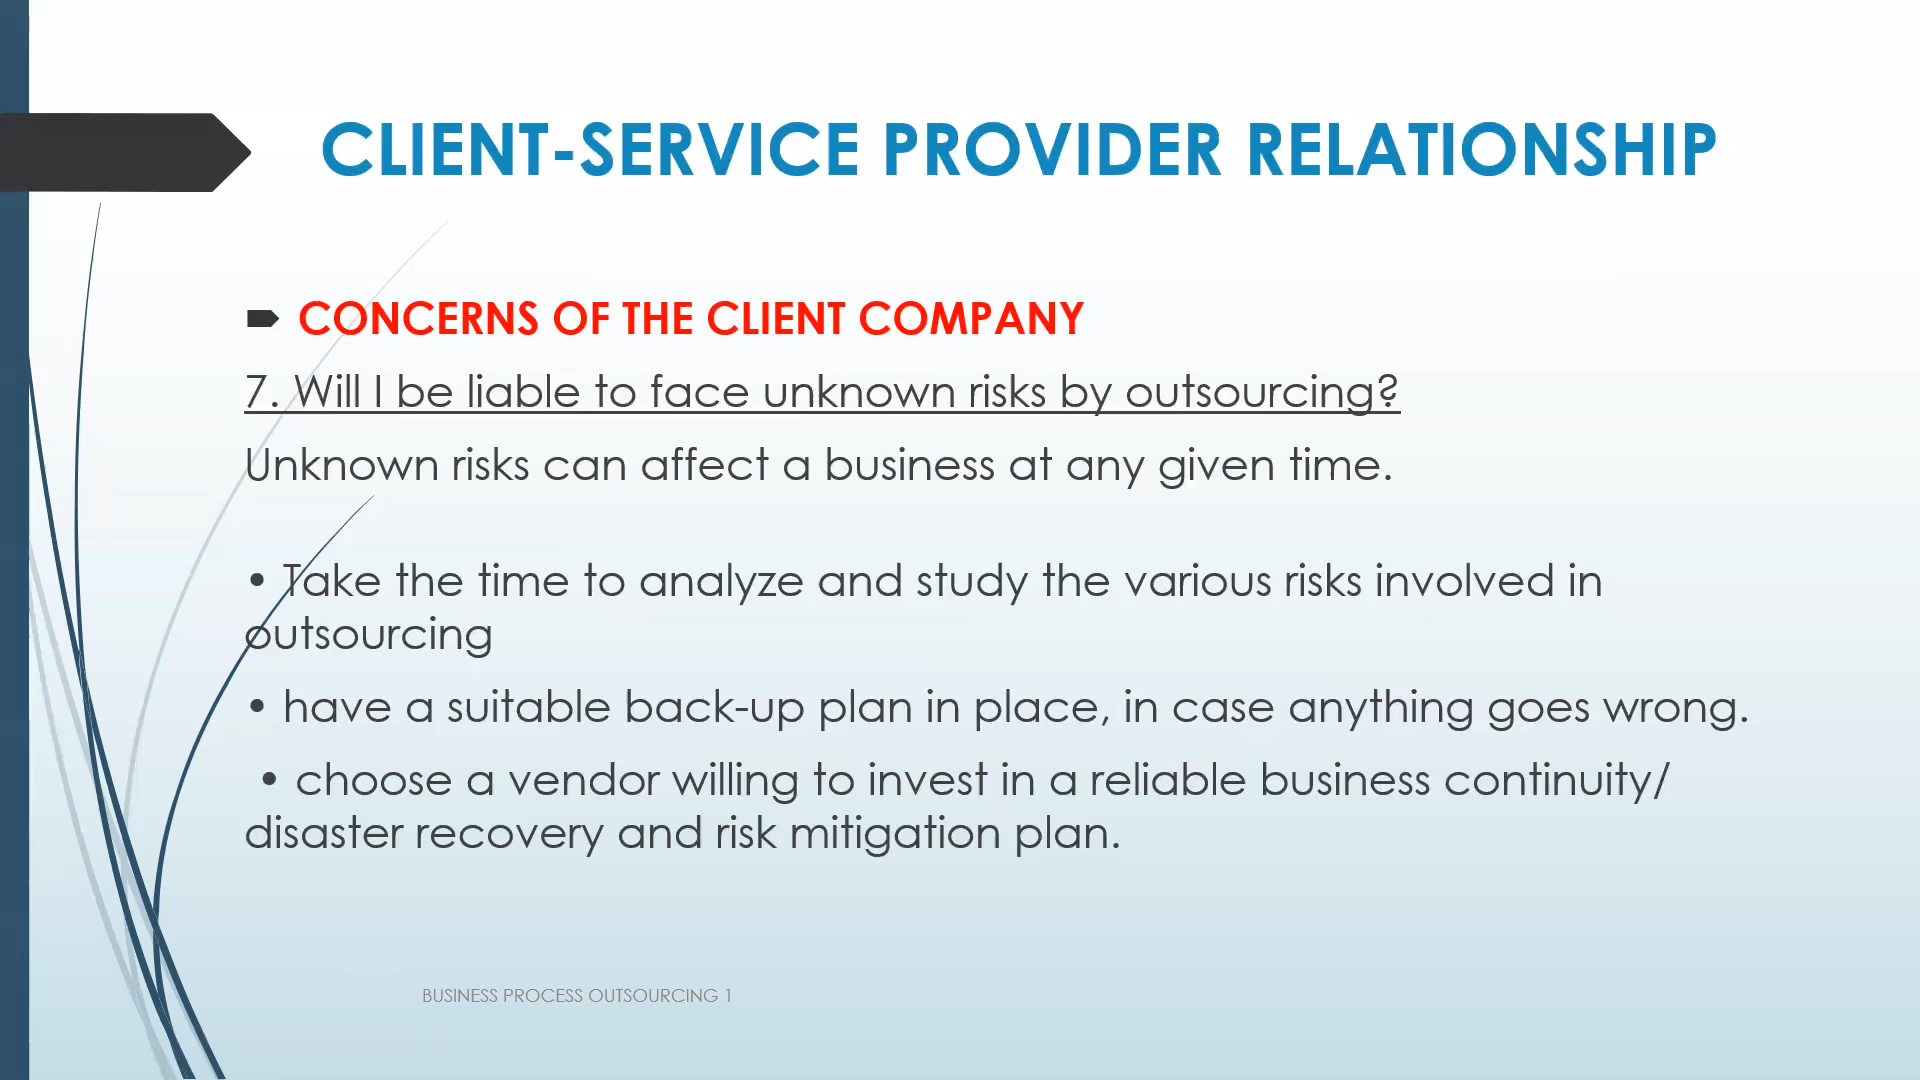 CLIENT-SERVICE PROVIDER RELATIONSHIP
CONCERNS OF THE CLIENT COMPANY
7. Will I be liable to face unknown risks by outsourcing?
Unknown risks can affect a business at any given time.
• Take the time to analyze and study the various risks involved in
outsourcing
• have a suitable back-up plan in place, in case anything goes wrong.
• choose a vendor willing to invest in a reliable business continuity/
disaster recovery and risk mitigation plan.
BUSINESS PROCESS OUTSOURCING 1